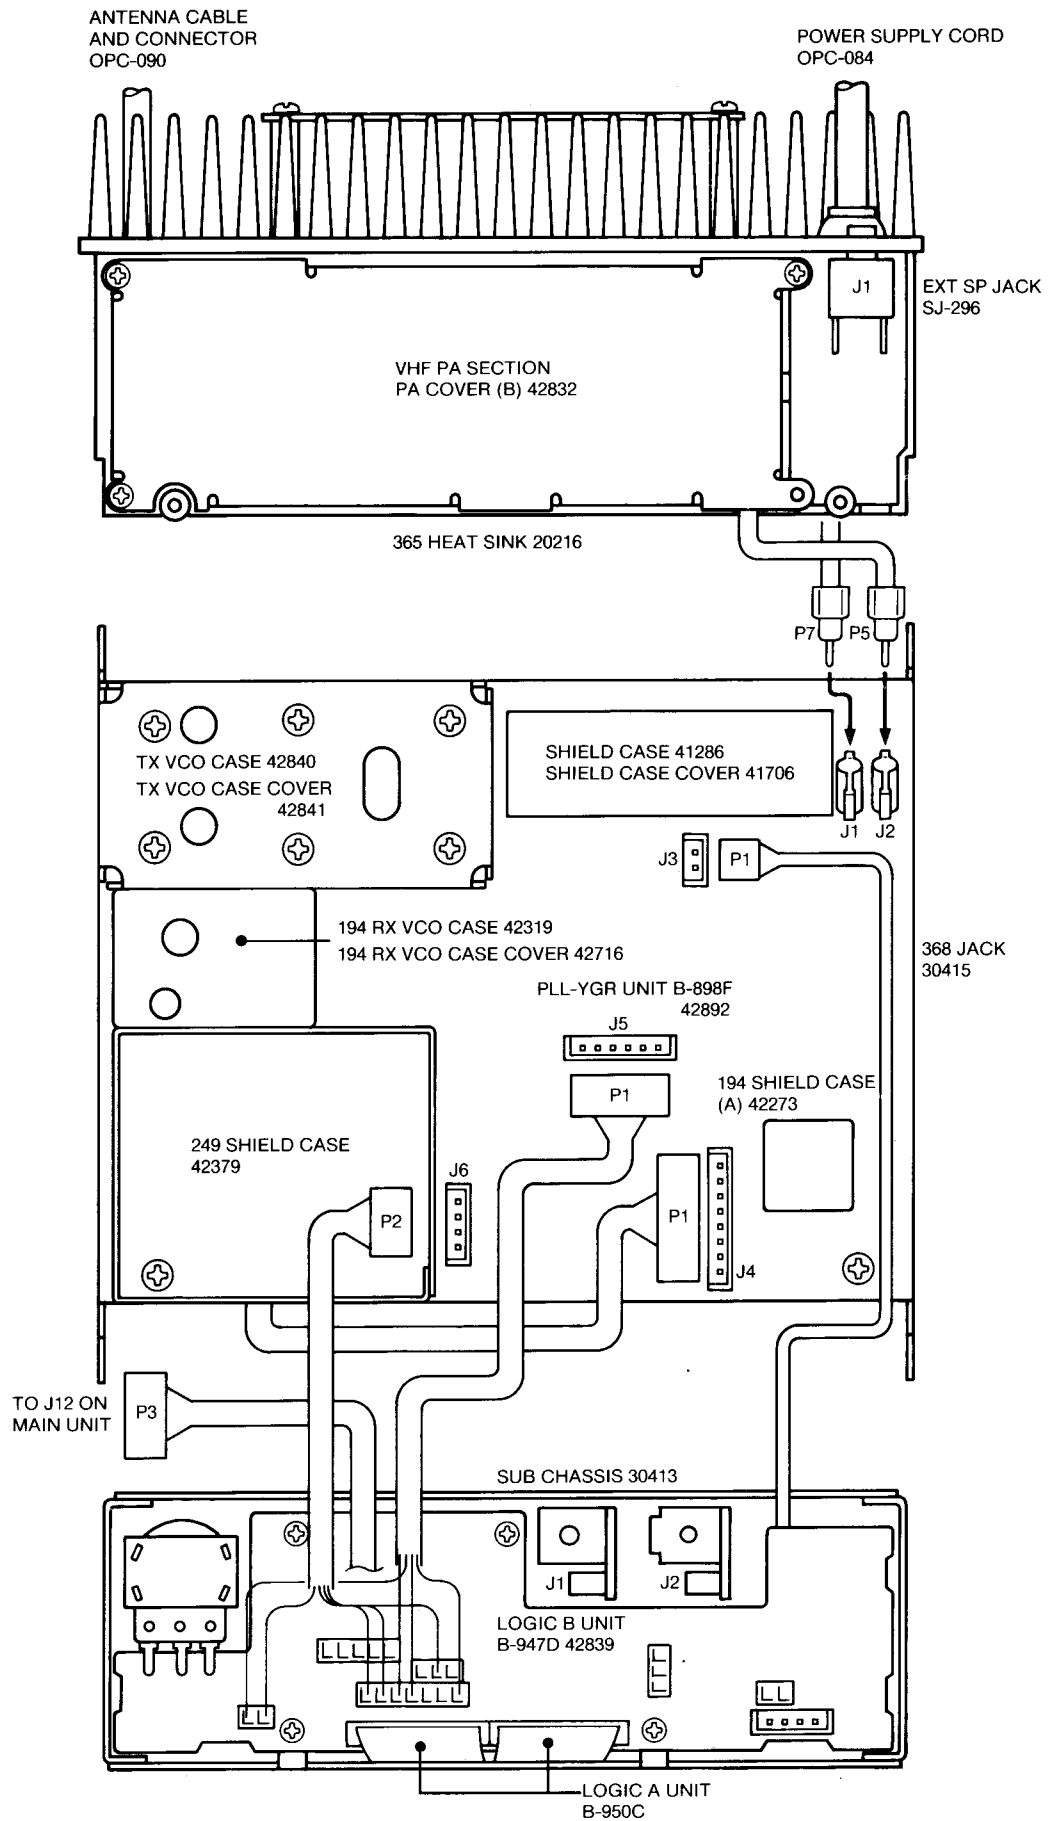 ANTENNA CABLE
AND CONNECTOR
OPC-090
POWER SUPPLY CORD
OPC-084
J1
EXT SP JACK
SJ-296
VHF PA SECTION
PA COVER (B) 42832
365 HEAT SINK 20216
P7
P5
TX VCO CASE 42840
TX VCO CASE COVER
42841
SHIELD CASE 41286
SHIELD CASE COVER 41706
J1
J2
J3
P1
194 RX VCO CASE 42319
194 RX VCO CASE COVER 42716
368 JACK
30415
PLL-YGR UNIT B-898F
42892
J5
P1
194 SHIELD CASE
(A) 42273
249 SHIELD CASE
42379
J6
P2
P1
J4
TO J12 ON
MAIN UNIT
P3
SUB CHASSIS 30413
J1
J2
LOGIC B UNIT
B-947D 42839
LOGIC A UNIT
B-950C